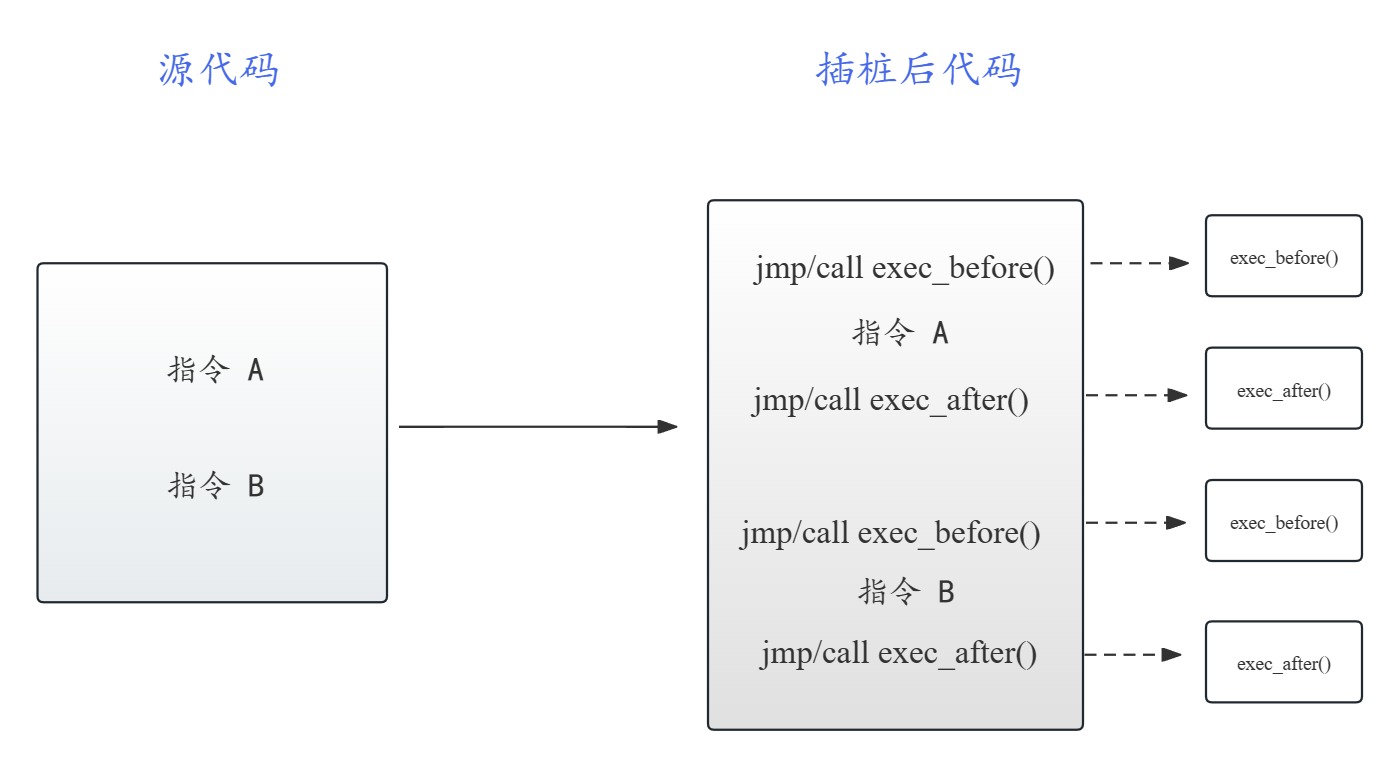 源代码
插桩后代码
指令 A
指令 B
jmp/call exec_before()
指令 A
jmp/call exec_after()
jmp/call exec_before()
指令 B
jmp/call exec_after()
exec_before()
exec_after()
exec_before()
exec_after()